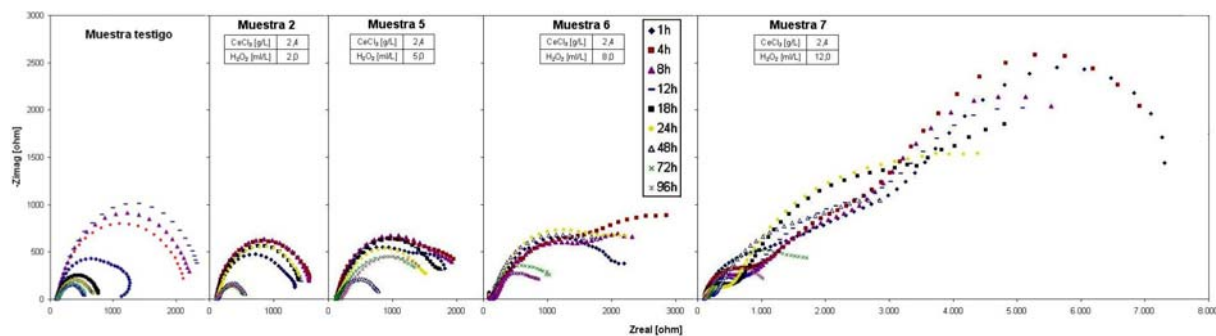 Muestra testigo
Muestra 2
CeCl₃ [g/L] 2,4
H₂O₂ [ml/L] 2,0
Muestra 5
CeCl₃ [g/L] 2,4
H₂O₂ [ml/L] 5,0
Muestra 6
CeCl₃ [g/L] 2,4
H₂O₂ [ml/L] 8,0
Muestra 7
CeCl₃ [g/L] 2,4
H₂O₂ [ml/L] 12,0
1h
4h
8h
12h
18h
24h
48h
72h
96h
-Zimag [ohm]
3000
2500
2000
1500
1000
500
0
0 1000 2000
0 1000
0 1000 2000
0 1000 2000 3000
0 1.000 2.000 3.000 4.000 5.000 6.000 7.000 8.000
Zreal [ohm]